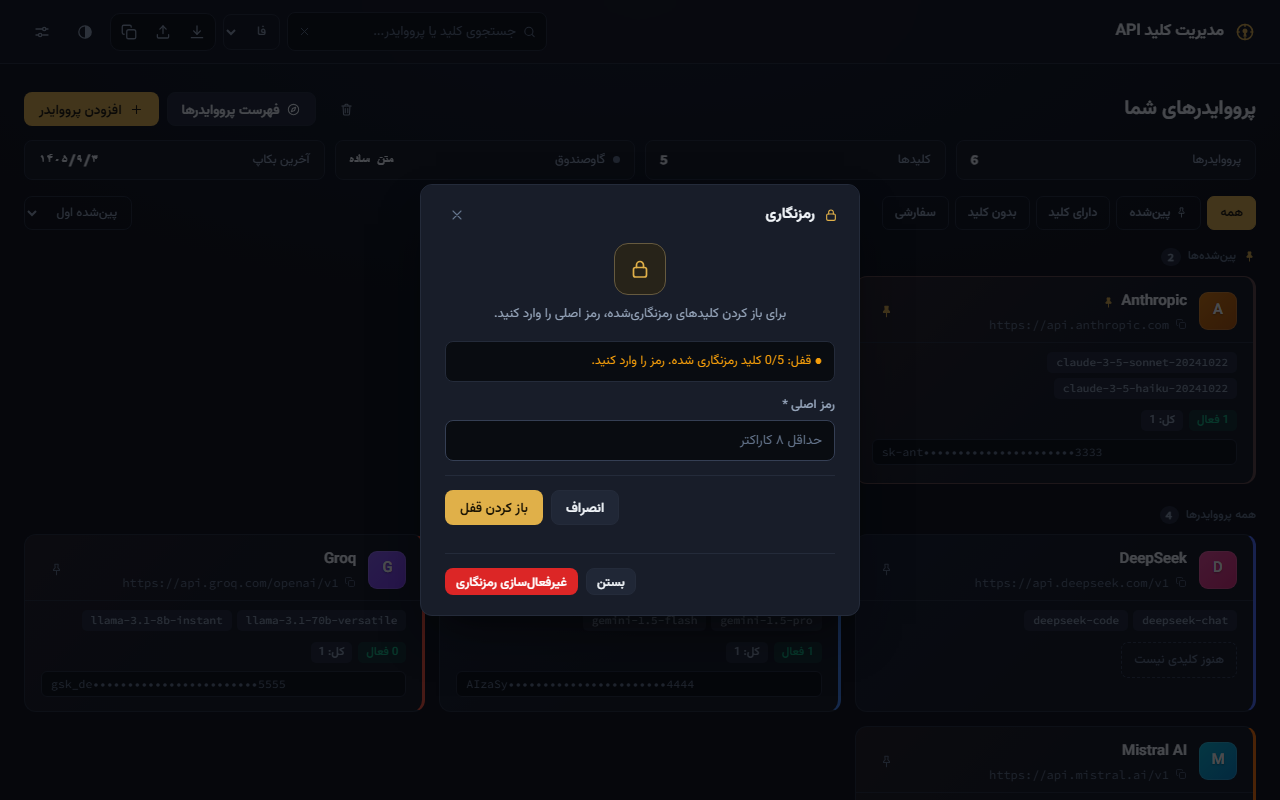 مدیریت کلید API
جستجوی کلید یا پرووایدر...
فا
پرووایدرهای شما
فهرست پرووایدرها
افزودن پرووایدر
پرووایدرها 6
کلیدها 5
گاوصندوق متن ساده
آخرین بکاپ ۱۴۰۵/۹/۳
همه
پین‌شده
دارای کلید
بدون کلید
سفارشی
پین‌شده اول
پین‌شده‌ها 2
A
Anthropic
https://api.anthropic.com
claude-3-5-sonnet-20241022
claude-3-5-haiku-20241022
1 فعال
کل: 1
sk-ant••••••••••••••••••••••3333
رمزنگاری
برای باز کردن کلیدهای رمزنگاری‌شده، رمز اصلی را وارد کنید.
● قفل: 0/5 کلید رمزنگاری شده. رمز را وارد کنید.
رمز اصلی *
حداقل ۸ کاراکتر
انصراف
باز کردن قفل
بستن
غیرفعال‌سازی رمزنگاری
همه پرووایدرها 4
D
DeepSeek
https://api.deepseek.com/v1
deepseek-chat
deepseek-code
هنوز کلیدی نیست
gemini-1.5-pro
gemini-1.5-flash
1 فعال
کل: 1
AIzaSy•••••••••••••••••••••••4444
G
Groq
https://api.groq.com/openai/v1
llama-3.1-70b-versatile
llama-3.1-8b-instant
0 فعال
کل: 1
gsk_de••••••••••••••••••••••••5555
M
Mistral AI
https://api.mistral.ai/v1